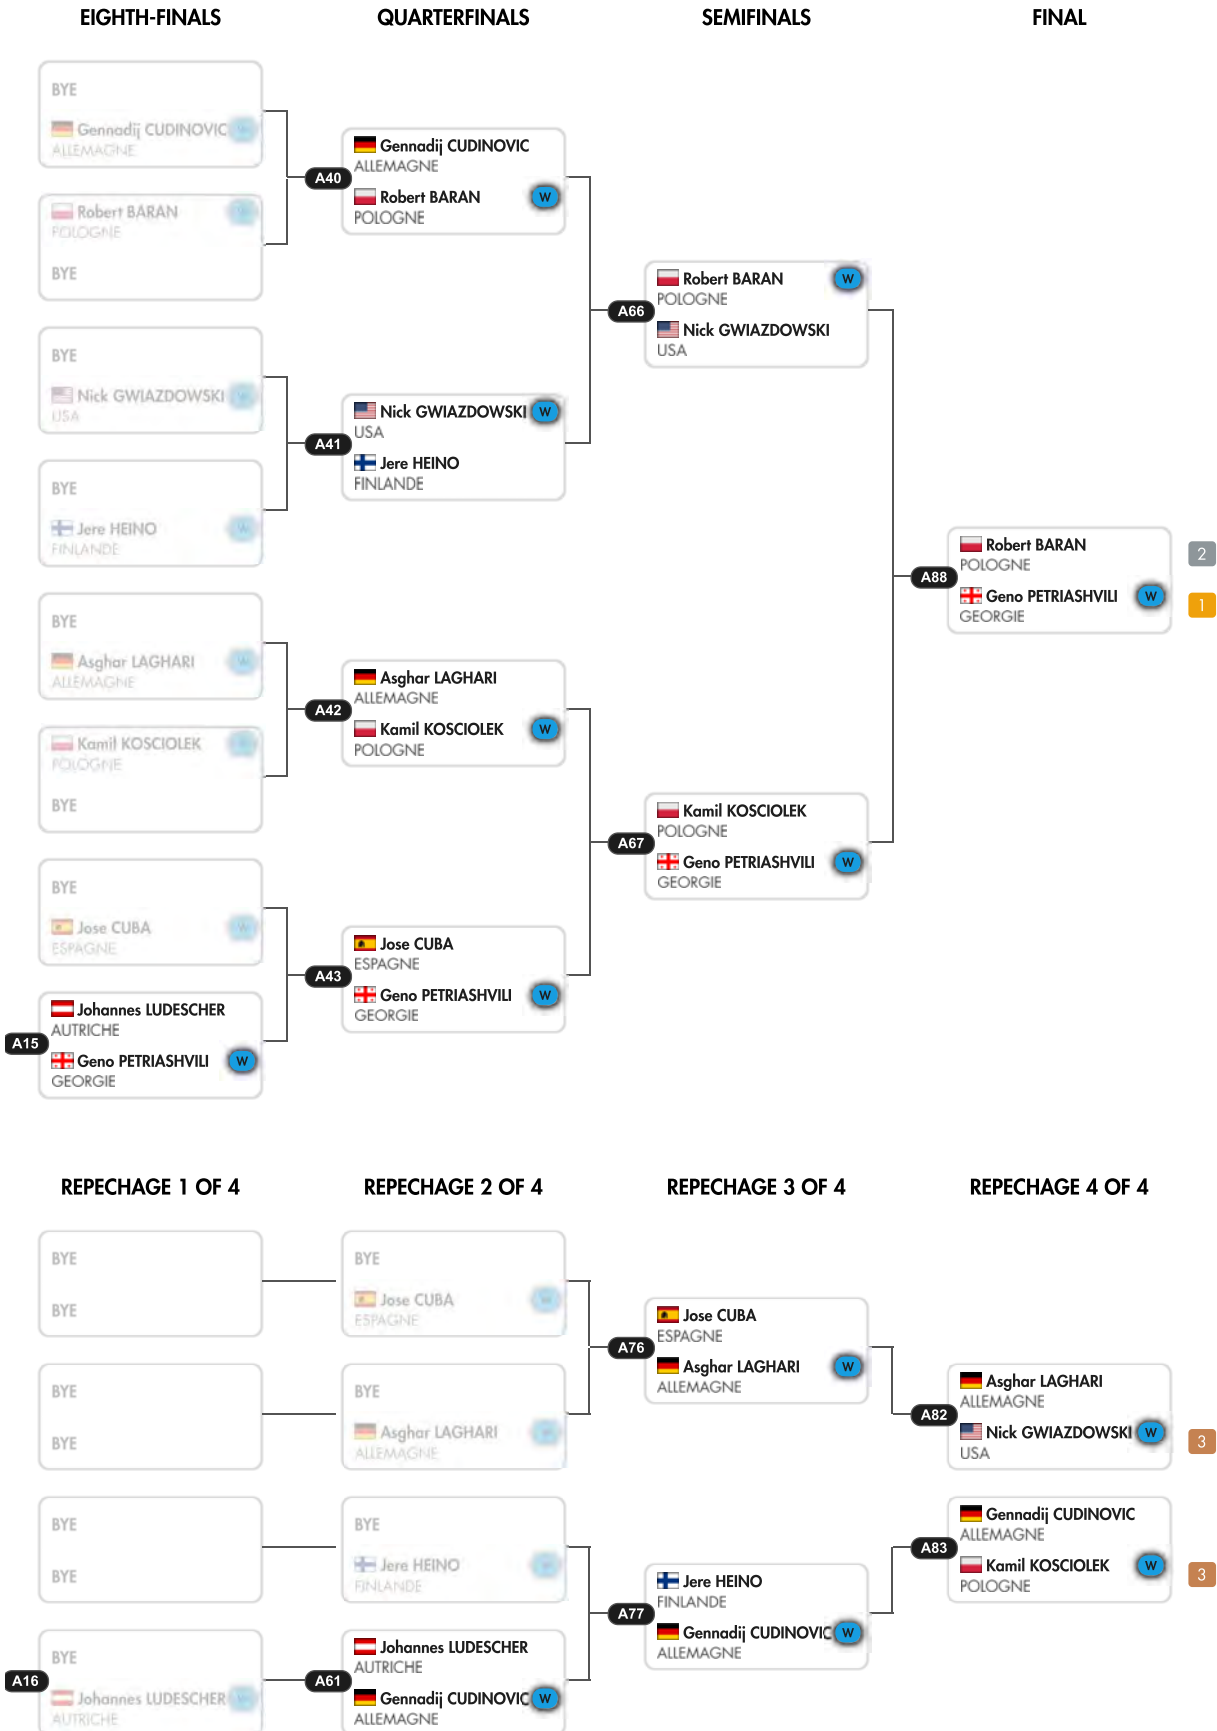 EIGHTH-FINALS QUARTERFINALS SEMIFINALS FINAL
BYE
Gennadij CUDINOVIC W
ALLEMAGNE
Robert BARAN W
POLOGNE
BYE
BYE
Nick GWIAZDOWSKI W
USA
BYE
Jere HEINO W
FINLANDE
BYE
Asghar LAGHARI W
ALLEMAGNE
Kamil KOSCIOLEK W
POLOGNE
BYE
BYE
Jose CUBA W
ESPAGNE
A15
Johannes LUDESCHER
AUTRICHE
Geno PETRIASHVILI W
GEORGIE
A40
Gennadij CUDINOVIC
ALLEMAGNE
Robert BARAN W
POLOGNE
A41
Nick GWIAZDOWSKI W
USA
Jere HEINO
FINLANDE
A42
Asghar LAGHARI
ALLEMAGNE
Kamil KOSCIOLEK W
POLOGNE
A43
Jose CUBA
ESPAGNE
Geno PETRIASHVILI W
GEORGIE
A66
Robert BARAN W
POLOGNE
Nick GWIAZDOWSKI
USA
A67
Kamil KOSCIOLEK
POLOGNE
Geno PETRIASHVILI W
GEORGIE
A88
Robert BARAN 2
POLOGNE
Geno PETRIASHVILI W 1
GEORGIE
REPECHAGE 1 OF 4 REPECHAGE 2 OF 4 REPECHAGE 3 OF 4 REPECHAGE 4 OF 4
BYE
BYE
BYE
BYE
BYE
BYE
A16
BYE
Johannes LUDESCHER W
AUTRICHE
BYE
Jose CUBA W
ESPAGNE
BYE
Asghar LAGHARI W
ALLEMAGNE
BYE
Jere HEINO W
FINLANDE
A61
Johannes LUDESCHER
AUTRICHE
Gennadij CUDINOVIC W
ALLEMAGNE
A76
Jose CUBA
ESPAGNE
Asghar LAGHARI W
ALLEMAGNE
A77
Jere HEINO
FINLANDE
Gennadij CUDINOVIC W
ALLEMAGNE
A82
Asghar LAGHARI
ALLEMAGNE
Nick GWIAZDOWSKI W 3
USA
A83
Gennadij CUDINOVIC
ALLEMAGNE
Kamil KOSCIOLEK W 3
POLOGNE